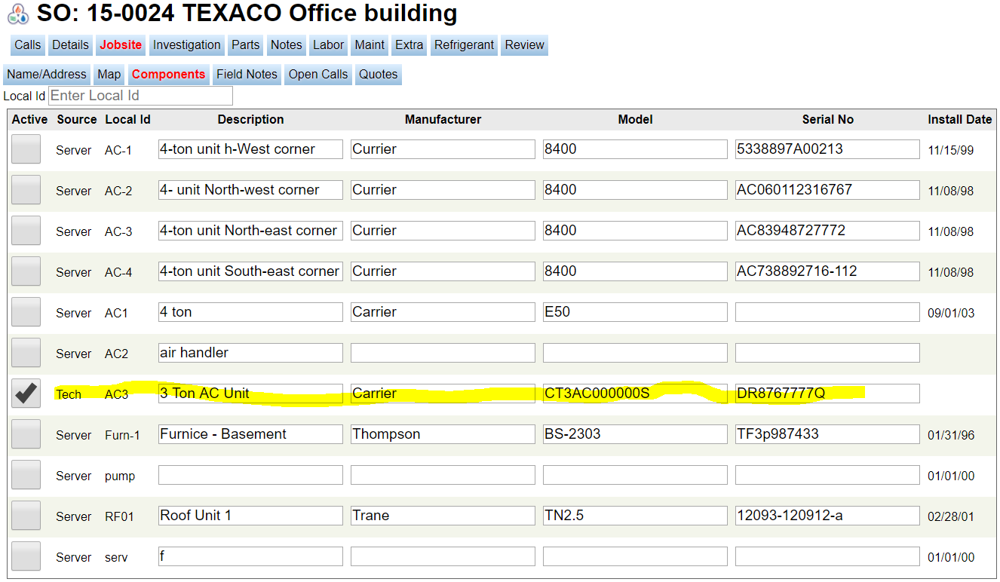 SO: 15-0024 TEXACO Office building
Calls Details Jobsite Investigation Parts Notes Labor Maint Extra Refrigerant Review
Name/Address Map Components Field Notes Open Calls Quotes
Local Id Enter Local Id
Active Source Local Id Description Manufacturer Model Serial No Install Date
Server AC-1 4-ton unit h-West corner Currier 8400 5338897A00213 11/15/99
Server AC-2 4- unit North-west corner Currier 8400 AC060112316767 11/08/98
Server AC-3 4-ton unit North-east corner Currier 8400 AC83948727772 11/08/98
Server AC-4 4-ton unit South-east corner Currier 8400 AC738892716-112 11/08/98
Server AC1 4 ton Carrier E50 09/01/03
Server AC2 air handler
Tech AC3 3 Ton AC Unit Carrier CT3AC000000S DR8767777Q
Server Furn-1 Furnice - Basement Thompson BS-2303 TF3p987433 01/31/96
Server pump 01/01/00
Server RF01 Roof Unit 1 Trane TN2.5 12093-120912-a 02/28/01
Server serv f 01/01/00